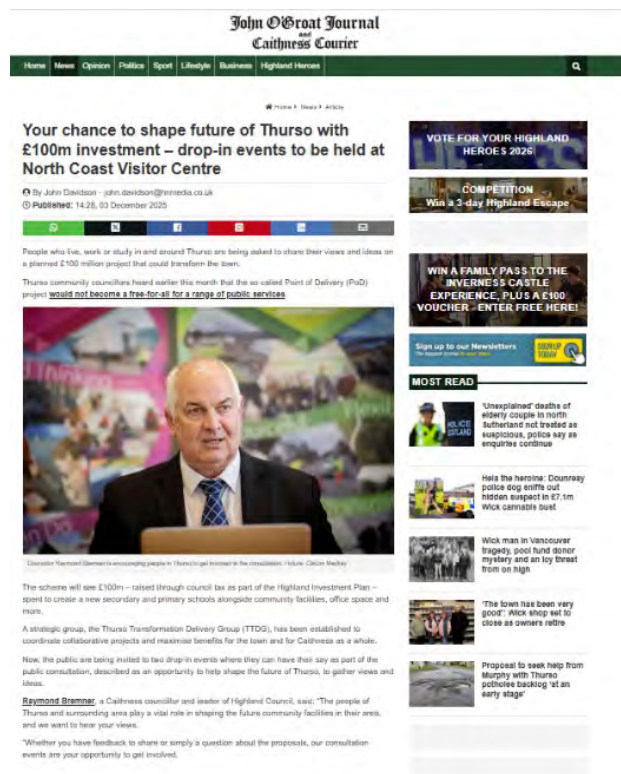 John O'Groat Journal
and
Caithness Courier
Home News Opinion Politics Sport Lifestyle Business Highland Heroes
Home News Article
Your chance to shape future of Thurso with
£100m investment – drop-in events to be held at
North Coast Visitor Centre
By John Davidson - john.davidson@hnmedia.co.uk
Published: 14:28, 03 December 2025
People who live, work or study in and around Thurso are being asked to share their views and ideas on
a planned £100 million project that could transform the town.
Thurso community councillors heard earlier this month that the so-called Point of Delivery (PoD)
project would not become a free-for-all for a range of public services.
Councillor Raymond Bremner is encouraging people in Thurso to get involved in the consultation. Picture: Callum Mackay
The scheme will see £100m – raised through council tax as part of the Highland Investment Plan –
spent to create a new secondary and primary schools alongside community facilities, office space and
more.
A strategic group, the Thurso Transformation Delivery Group (TTDG), has been established to
coordinate collaborative projects and maximise benefits for the town and for Caithness as a whole.
Now, the public are being invited to two drop-in events where they can have their say as part of the
public consultation, described as an opportunity to help shape the future of Thurso, to gather views and
ideas.
Raymond Bremner, a Caithness councillor and leader of Highland Council, said: "The people of
Thurso and surrounding area play a vital role in shaping the future community facilities in their area,
and we want to hear your views.
"Whether you have feedback to share or simply a question about the proposals, our consultation
events are your opportunity to get involved.
VOTE FOR YOUR HIGHLAND
HEROES 2026
COMPETITION
Win a 3-day Highland Escape
WIN A FAMILY PASS TO THE
INVERNESS CASTLE
EXPERIENCE, PLUS A £100
VOUCHER - ENTER FREE HERE!
Sign up to our Newsletters
SIGN UP
TODAY
MOST READ
'Unexplained' deaths of
elderly couple in north
Sutherland not treated as
suspicious, police say as
enquiries continue
Hela the heroine: Dounreay
police dog sniffs out
hidden suspect in £7.1m
Wick cannabis bust
Wick man in Vancouver
tragedy, pool fund donor
mystery and an icy threat
from on high
'The town has been very
good': Wick shop set to
close as owners retire
Proposal to seek help from
Murphy with Thurso
potholes backlog 'at an
early stage'